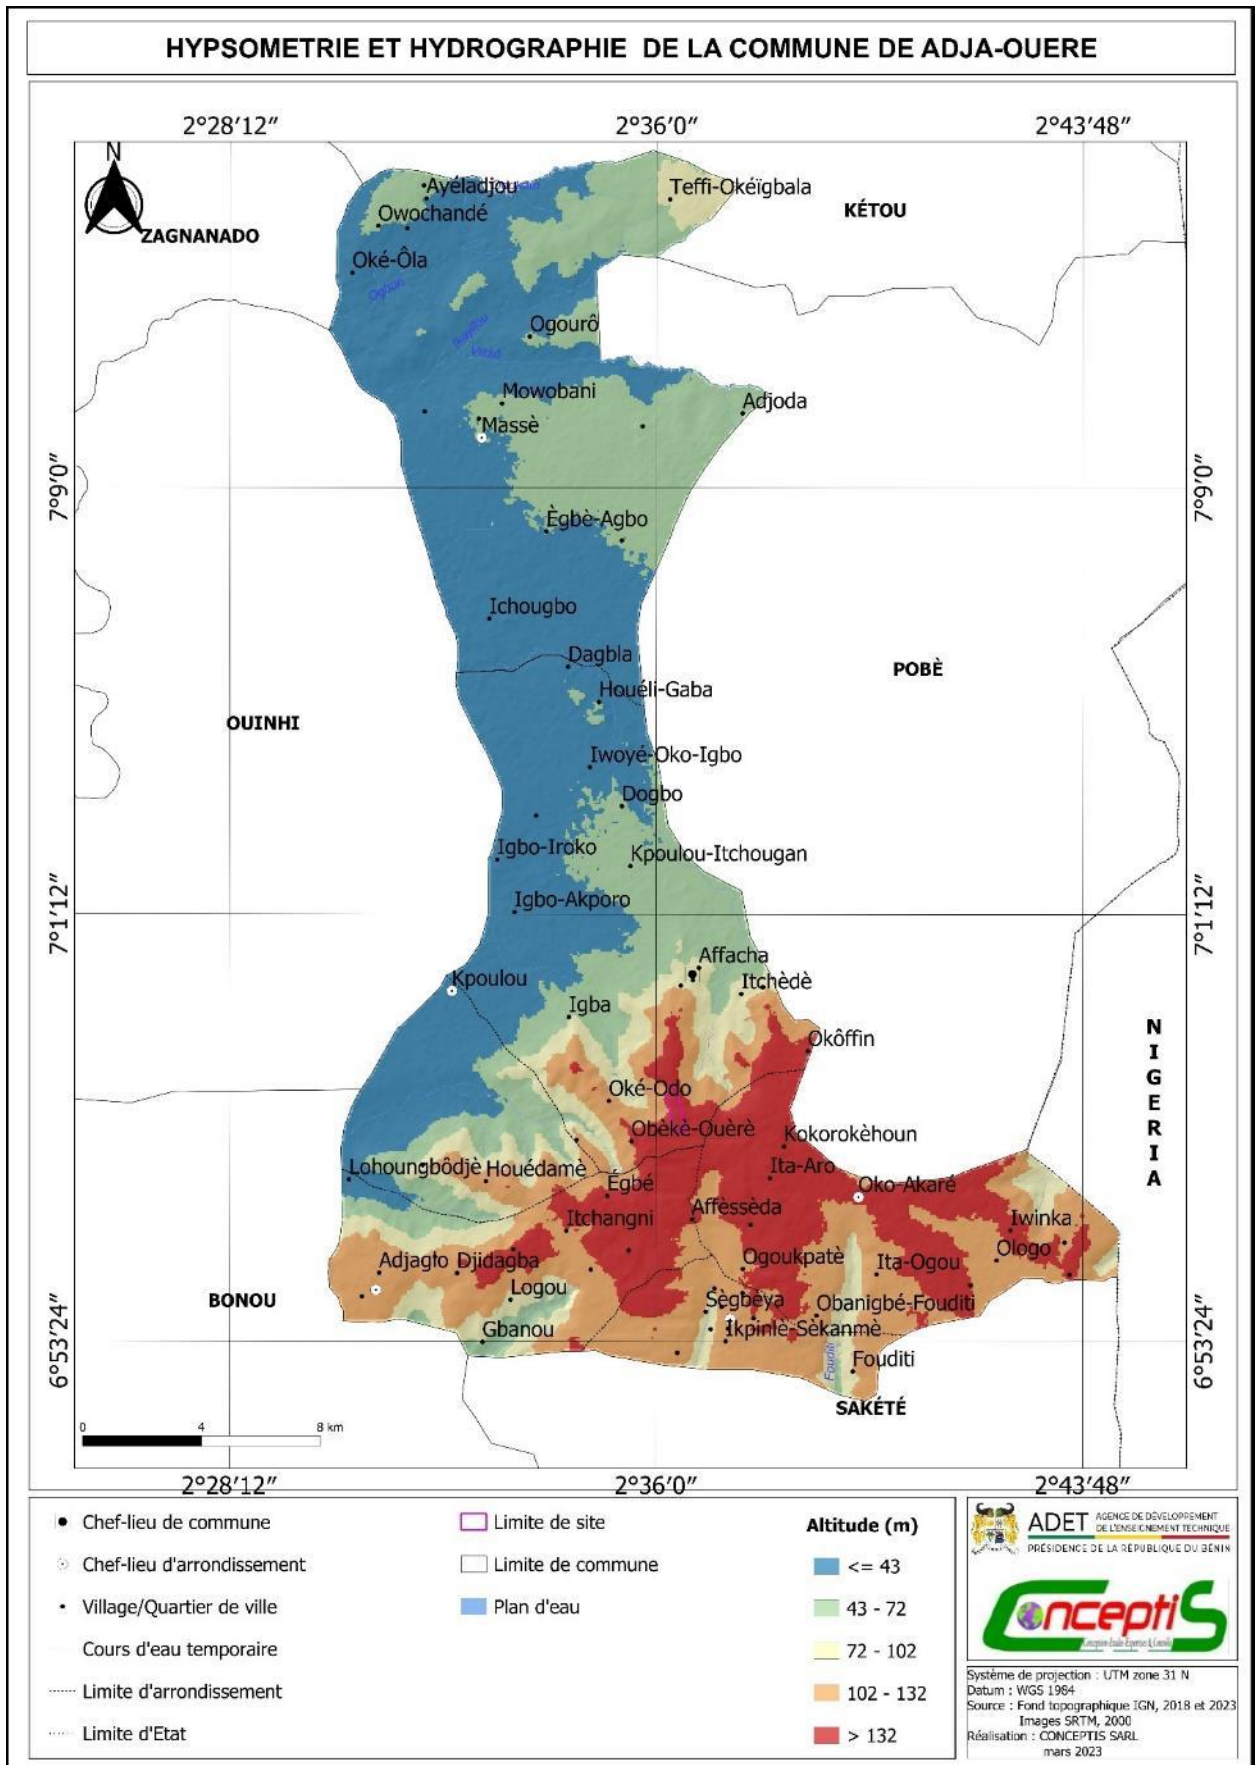 HYPSOMETRIE ET HYDROGRAPHIE DE LA COMMUNE DE ADJA-OUERE
2°28'12" 2°36'0" 2°43'48"
N
Ayéladjou
Teffi-Okéïgbala
Owochandé
KÉTOU
ZAGNANADO
Oké-Ôla
Ogban
Ogourô
Mowobani
Adjoda
Massè
7°9'0" 7°9'0"
Ègbè-Agbo
Ichougbo
Dagbla
POBÈ
Houéli-Gaba
OUINHI
Iwoyé-Oko-Igbo
Dogbo
Igbo-Iroko
Kpoulou-Itchougan
7°1'12" 7°1'12"
Igbo-Akporo
Affacha
Kpoulou
Itchèdè
Igba
Okôffin
NIGERIA
Oké-Odo
Obèkè-Ouèrè
Kokorokèhoun
Lohoungbôdjè
Houédamè
Ita-Aro
Égbé
Oko-Akaré
Affèssèda
Itchangni
Iwinka
Adjaglo
Djidagba
Ogoukpatè
Ita-Ogou
Ologo
Logou
BONOU
Sègbéya
Obanigbé-Fouditi
Gbanou
Ikpinlè-Sèkanmè
6°53'24" 6°53'24"
Fouditi
Fouditi
SAKÉTÉ
0 4 8 km
2°28'12" 2°36'0" 2°43'48"
Chef-lieu de commune
Chef-lieu d'arrondissement
Village/Quartier de ville
Cours d'eau temporaire
Limite d'arrondissement
Limite d'Etat
Limite de site
Limite de commune
Plan d'eau
Altitude (m)
<= 43
43 - 72
72 - 102
102 - 132
> 132
ADET
AGENCE DE DÉVELOPPEMENT
DE L'ENSEIGNEMENT TECHNIQUE
PRÉSIDENCE DE LA RÉPUBLIQUE DU BÉNIN
ConceptiS
Système de projection : UTM zone 31 N
Datum : WGS 1984
Source : Fond topographique IGN, 2018 et 2023
Images SRTM, 2000
Réalisation : CONCEPTIS SARL
mars 2023